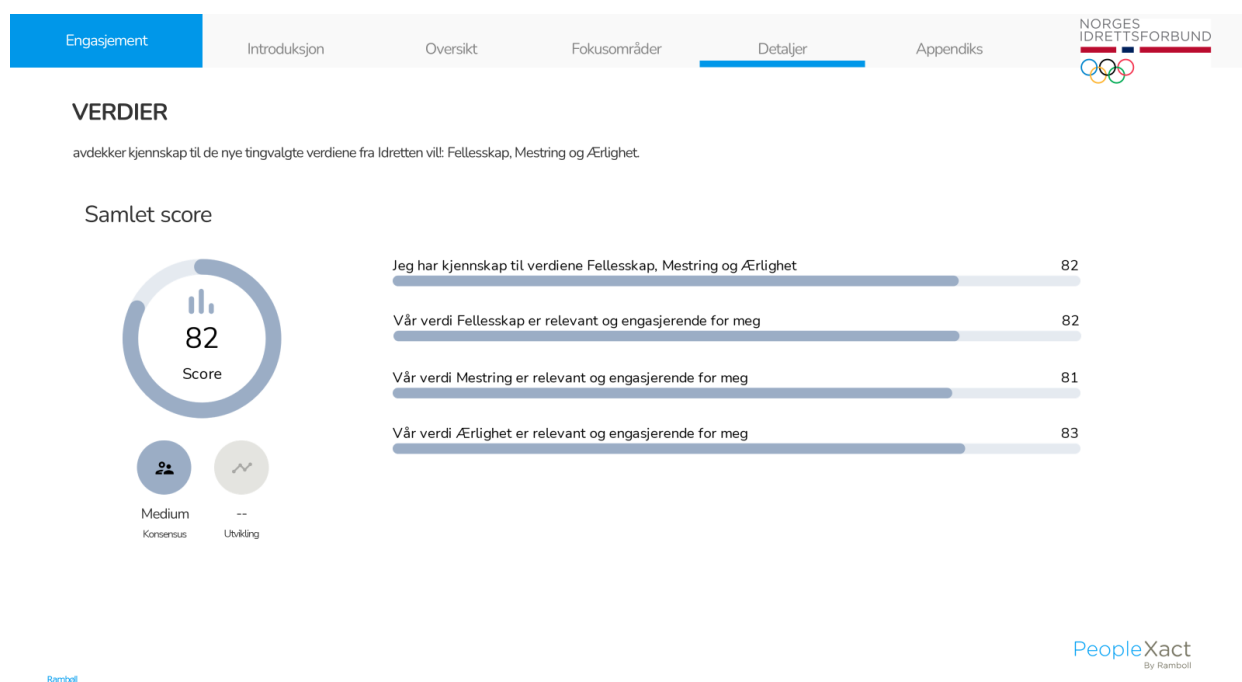 Engasjement
Introduksjon
Oversikt
Fokusområder
Detaljer
Appendiks
NORGES
IDRETTSFORBUND
VERDIER
avdekker kjennskap til de nye tingvalgte verdiene fra Idretten vil!: Fellesskap, Mestring og Ærlighet.
Samlet score
82
Score
Medium
Konsensus
--
Utvikling
Jeg har kjennskap til verdiene Fellesskap, Mestring og Ærlighet 82
Vår verdi Fellesskap er relevant og engasjerende for meg 82
Vår verdi Mestring er relevant og engasjerende for meg 81
Vår verdi Ærlighet er relevant og engasjerende for meg 83
PeopleXact
By Ramboll
Rambøll